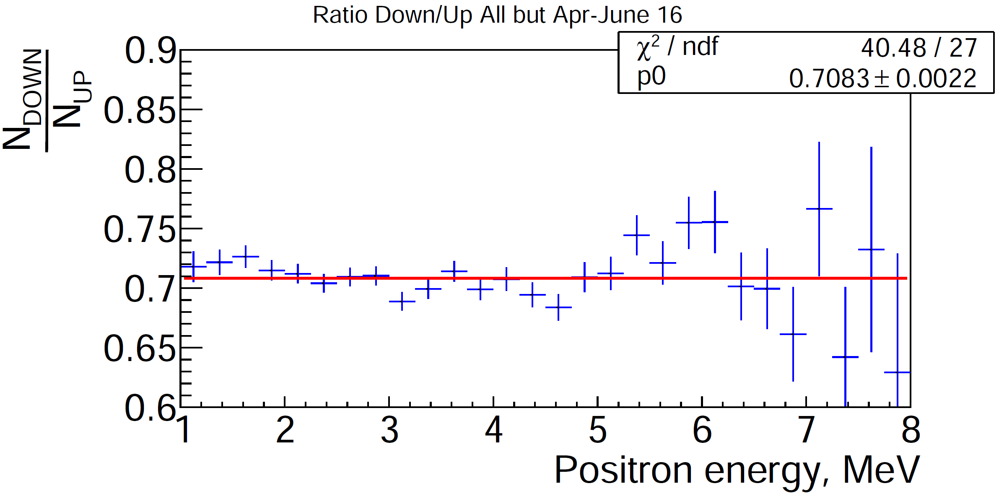 Ratio Down/Up All but Apr-June 16
χ² / ndf 40.48 / 27
p0 0.7083 ± 0.0022
N_DOWN
N_UP
0.9
0.85
0.8
0.75
0.7
0.65
0.6
1 2 3 4 5 6 7 8
Positron energy, MeV